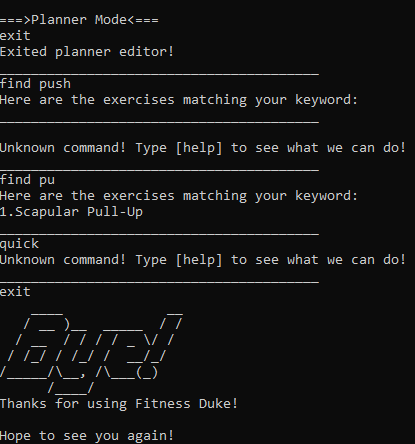 ===>Planner Mode<===
exit
Exited planner editor!
________________________________________
find push
Here are the exercises matching your keyword:
________________________________________

Unknown command! Type [help] to see what we can do!
________________________________________
find pu
Here are the exercises matching your keyword:
1.Scapular Pull-Up
________________________________________
quick
Unknown command! Type [help] to see what we can do!
________________________________________
exit
Bye!
Thanks for using Fitness Duke!

Hope to see you again!